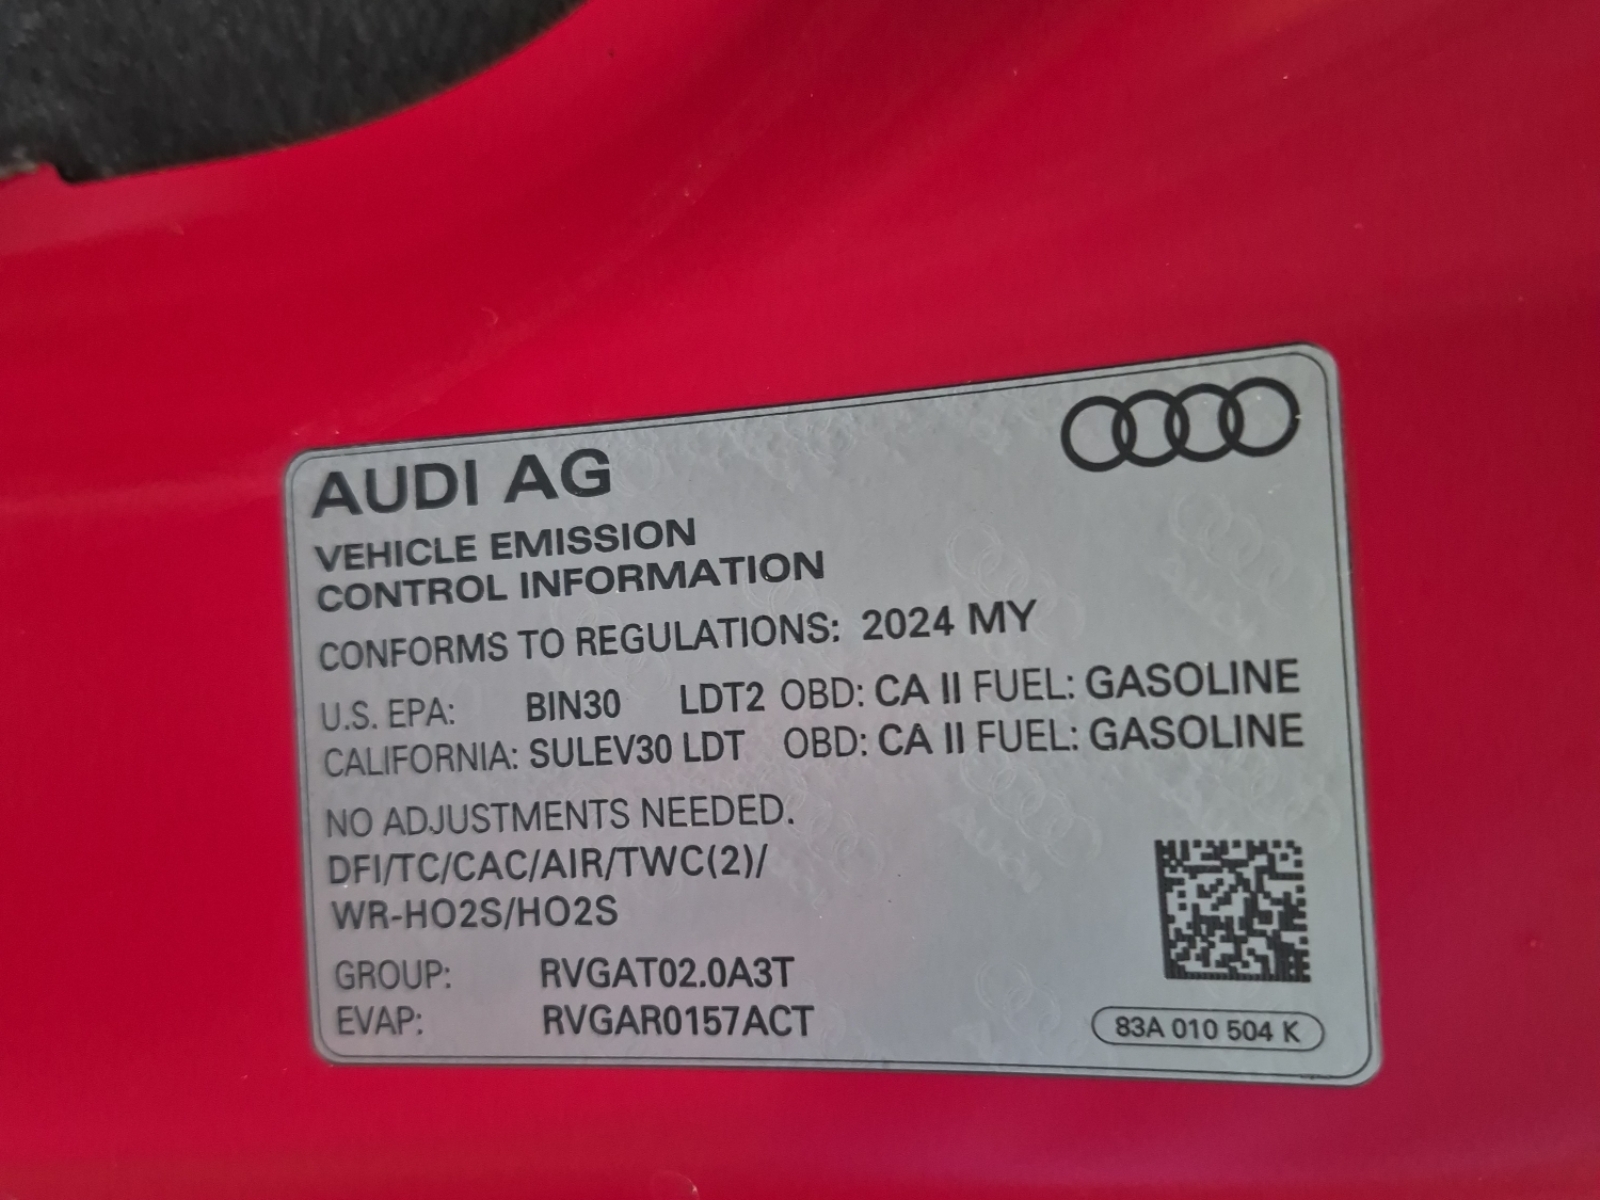 AUDI AG
VEHICLE EMISSION
CONTROL INFORMATION
CONFORMS TO REGULATIONS: 2024 MY
U.S. EPA: BIN30 LDT2 OBD: CA II FUEL: GASOLINE
CALIFORNIA: SULEV30 LDT OBD: CA II FUEL: GASOLINE
NO ADJUSTMENTS NEEDED.
DFI/TC/CAC/AIR/TWC(2)/
WR-HO2S/HO2S
GROUP: RVGAT02.0A3T
EVAP: RVGAR0157ACT
83A 010 504 K